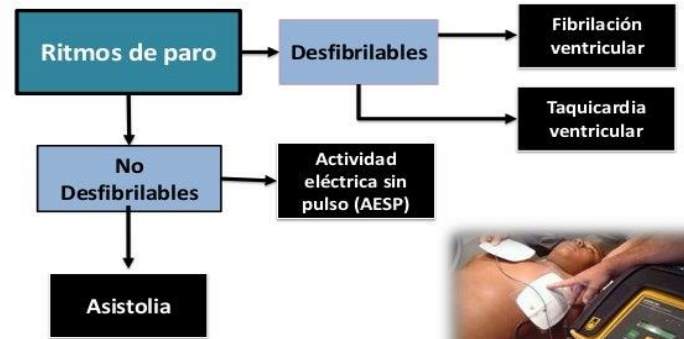 Ritmos de paro
Desfibrilables
Fibrilación
ventricular
Taquicardia
ventricular
No
Desfibrilables
Actividad
eléctrica sin
pulso (AESP)
Asistolia